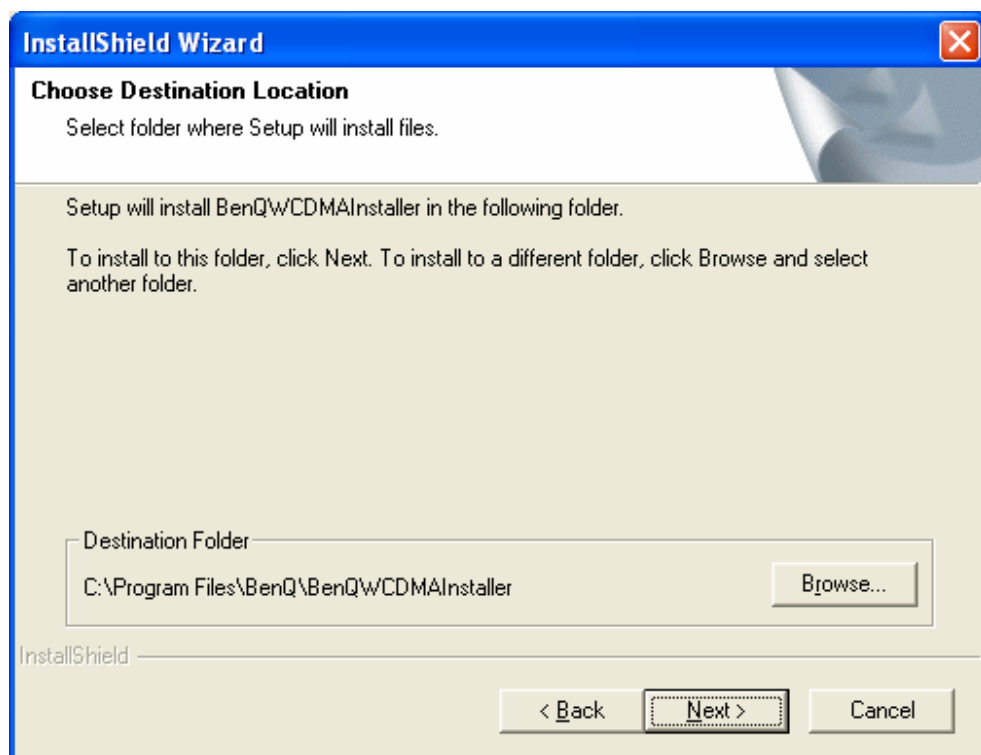 InstallShield Wizard
Choose Destination Location
Select folder where Setup will install files.
Setup will install BenQWCDMAInstaller in the following folder.
To install to this folder, click Next. To install to a different folder, click Browse and select
another folder.
Destination Folder
C:\Program Files\BenQ\BenQWCDMAInstaller
Browse...
InstallShield
< Back
Next >
Cancel